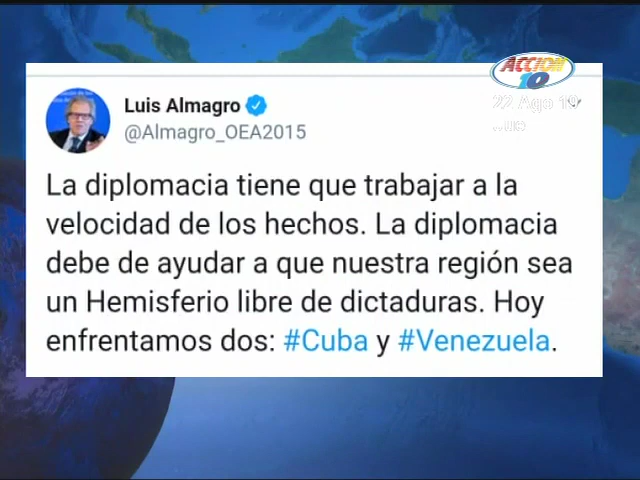 ACCION
10
Luis Almagro
22 Ago 19
@Almagro_OEA2015
La diplomacia tiene que trabajar a la
velocidad de los hechos. La diplomacia
debe de ayudar a que nuestra región sea
un Hemisferio libre de dictaduras. Hoy
enfrentamos dos: #Cuba y #Venezuela.